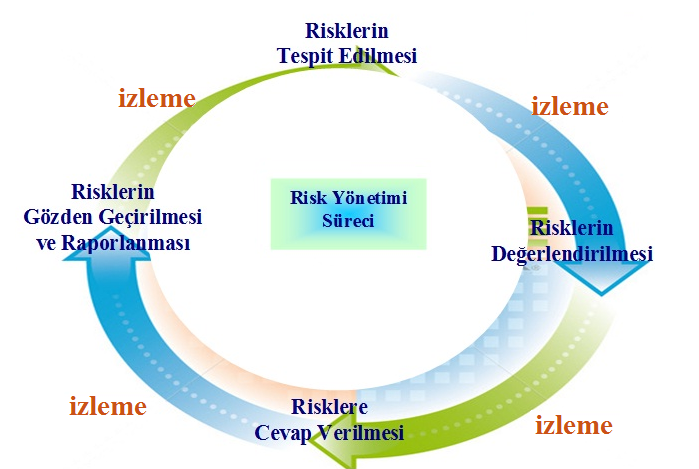 Risklerin
Tespit Edilmesi
izleme
izleme
Risklerin
Gözden Geçirilmesi
ve Raporlanması
Risk Yönetimi
Süreci
Risklerin
Değerlendirilmesi
izleme
Risklere
Cevap Verilmesi
izleme